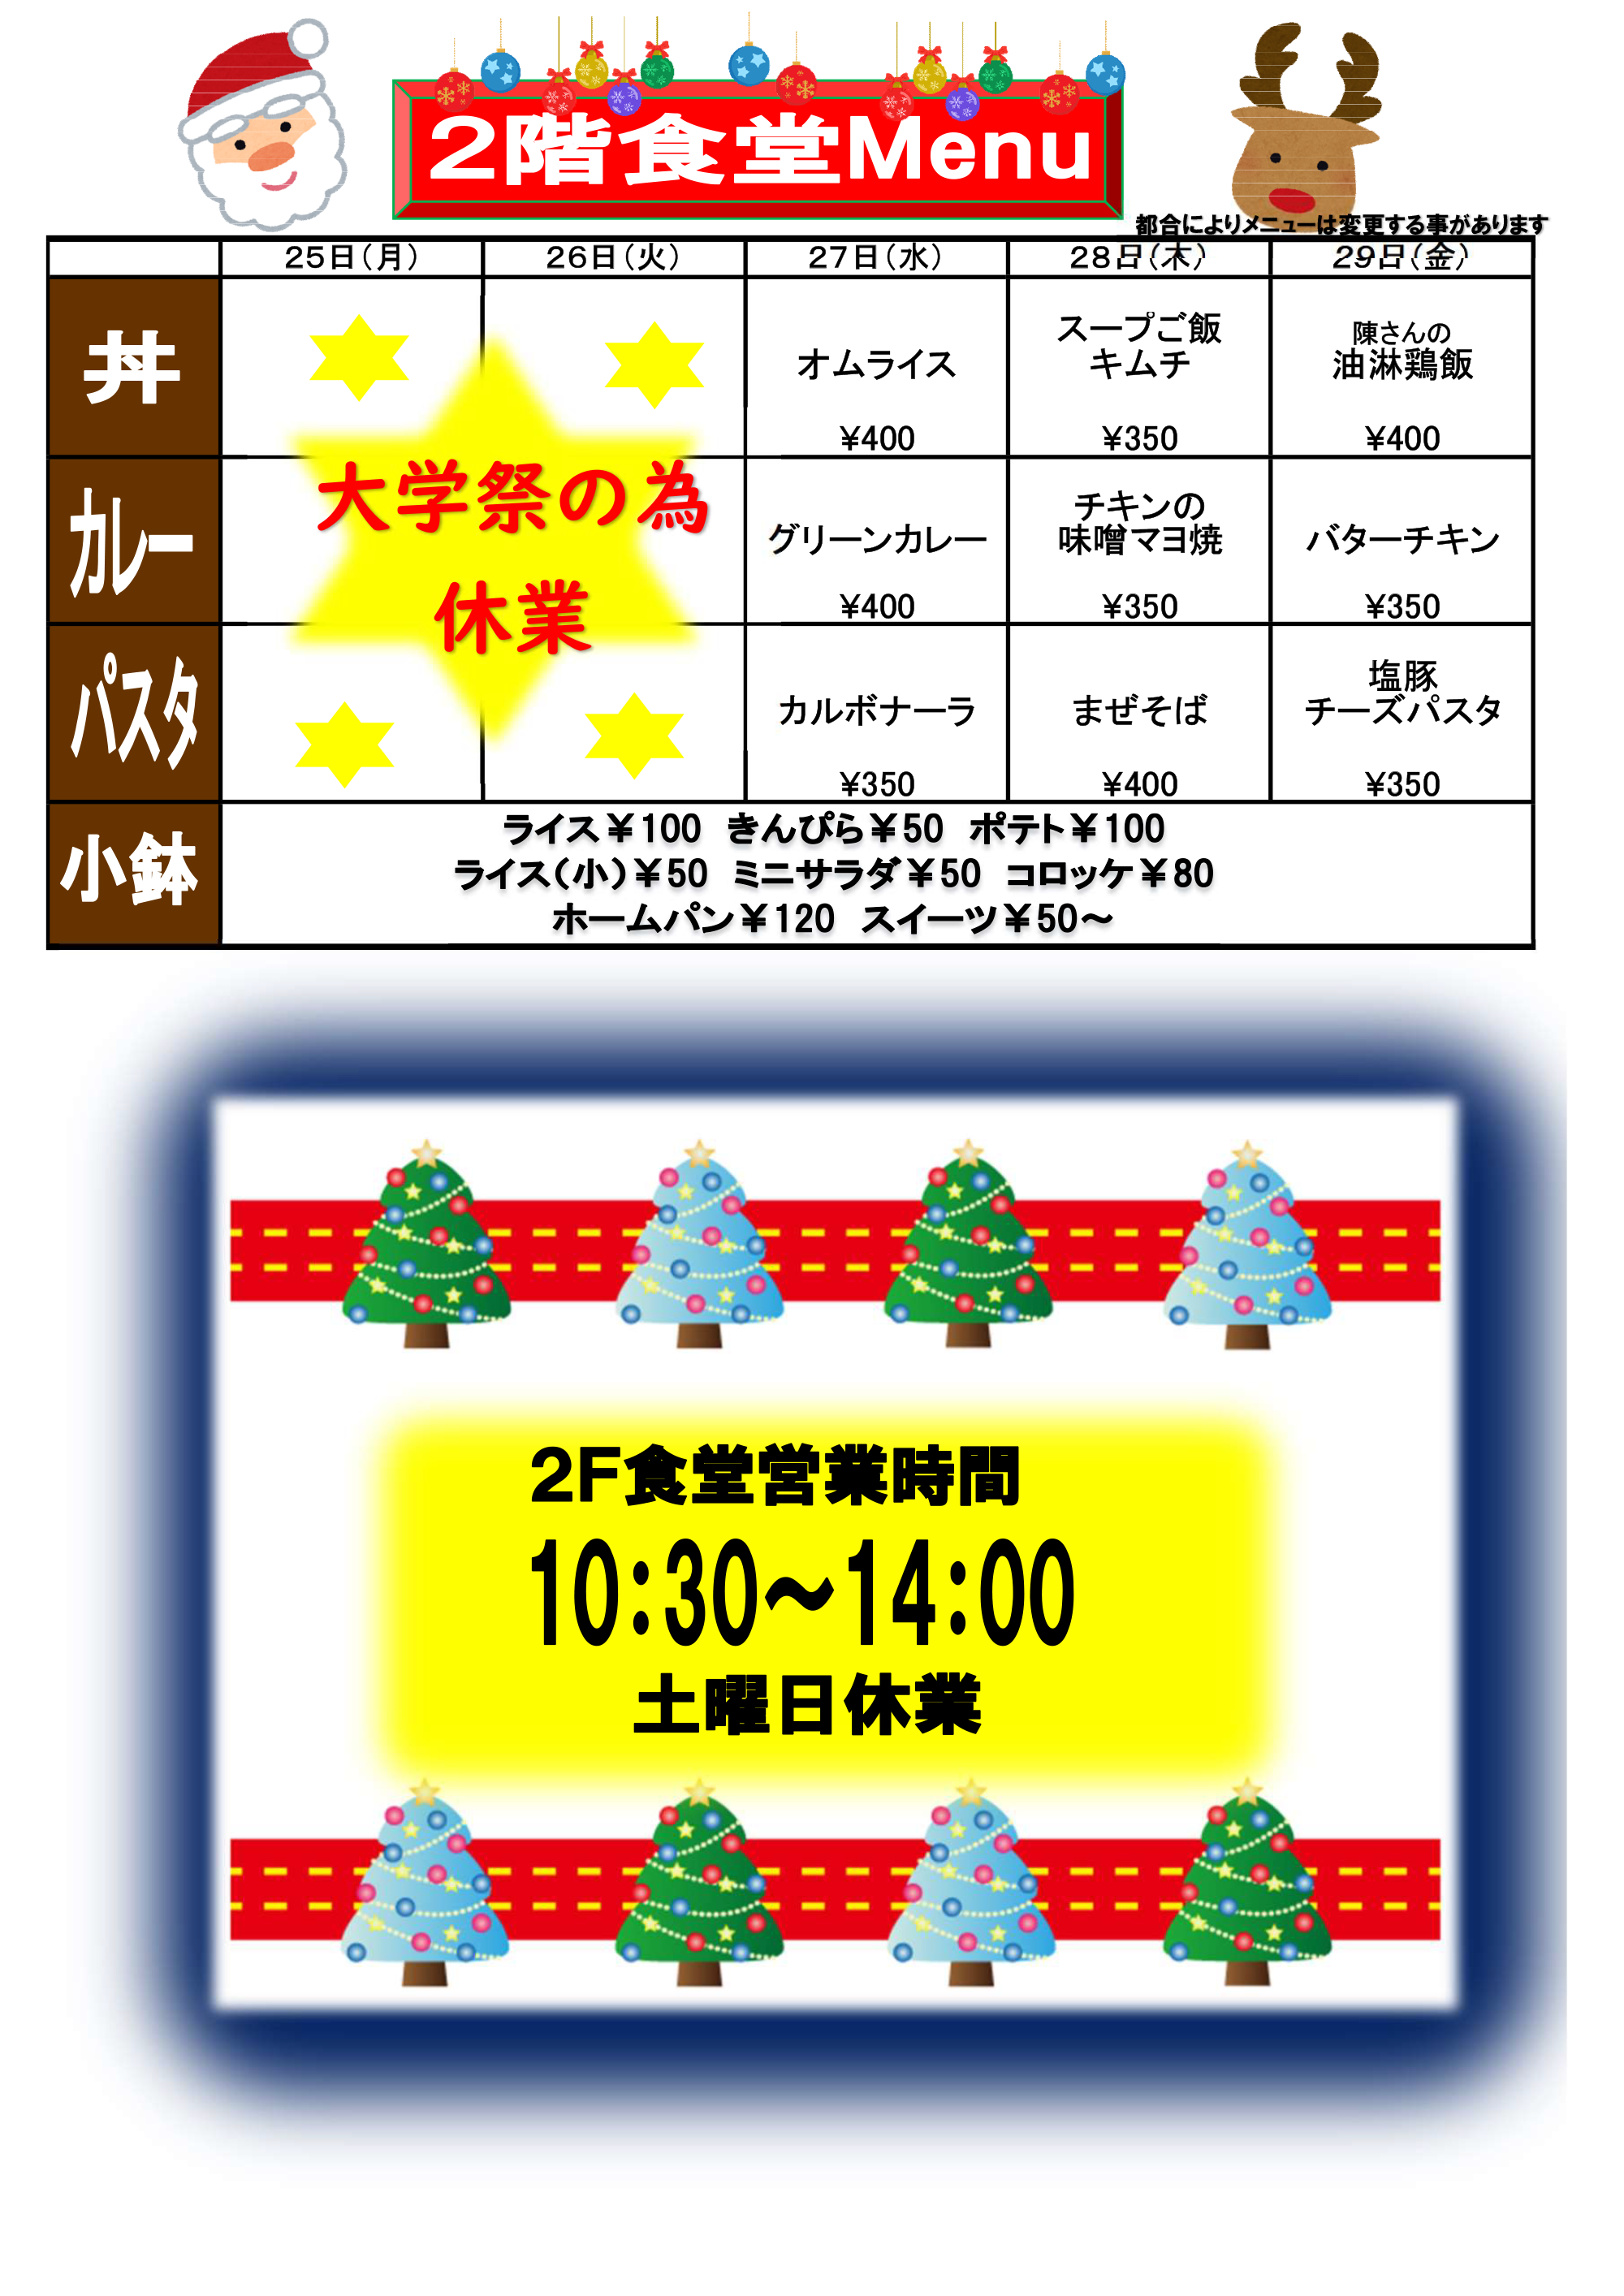 ２階食堂Menu
都合によりメニューは変更する事があります
25日（月） 26日（火） 27日（水） 28日（木） 29日（金）
丼
オムライス
¥400
スープご飯
キムチ
¥350
陳さんの
油淋鶏飯
¥400
大学祭の為
休業
カレー
グリーンカレー
¥400
チキンの
味噌マヨ焼
¥350
バターチキン
¥350
パスタ
カルボナーラ
¥350
まぜそば
¥400
塩豚
チーズパスタ
¥350
小鉢
ライス¥100 きんぴら¥50 ポテト¥100
ライス（小）¥50 ミニサラダ¥50 コロッケ¥80
ホームパン¥120 スイーツ¥50～
２Ｆ食堂営業時間
10:30～14:00
土曜日休業